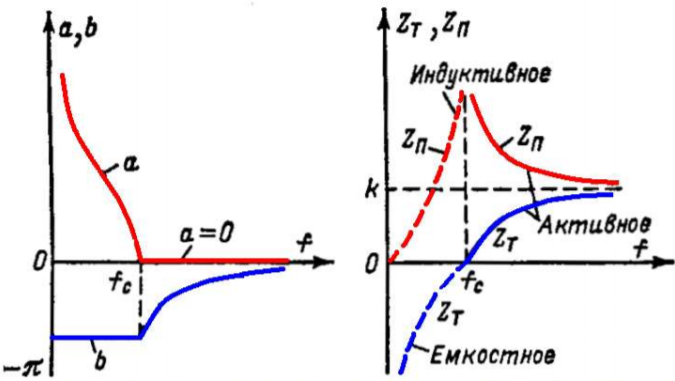 a, b
a
a=0
f
0
f_c
-π
b
Z_T, Z_П
Индуктивное
Z_П
Z_П
k
Активное
Z_T
f
0
f_c
Z_T
Емкостное